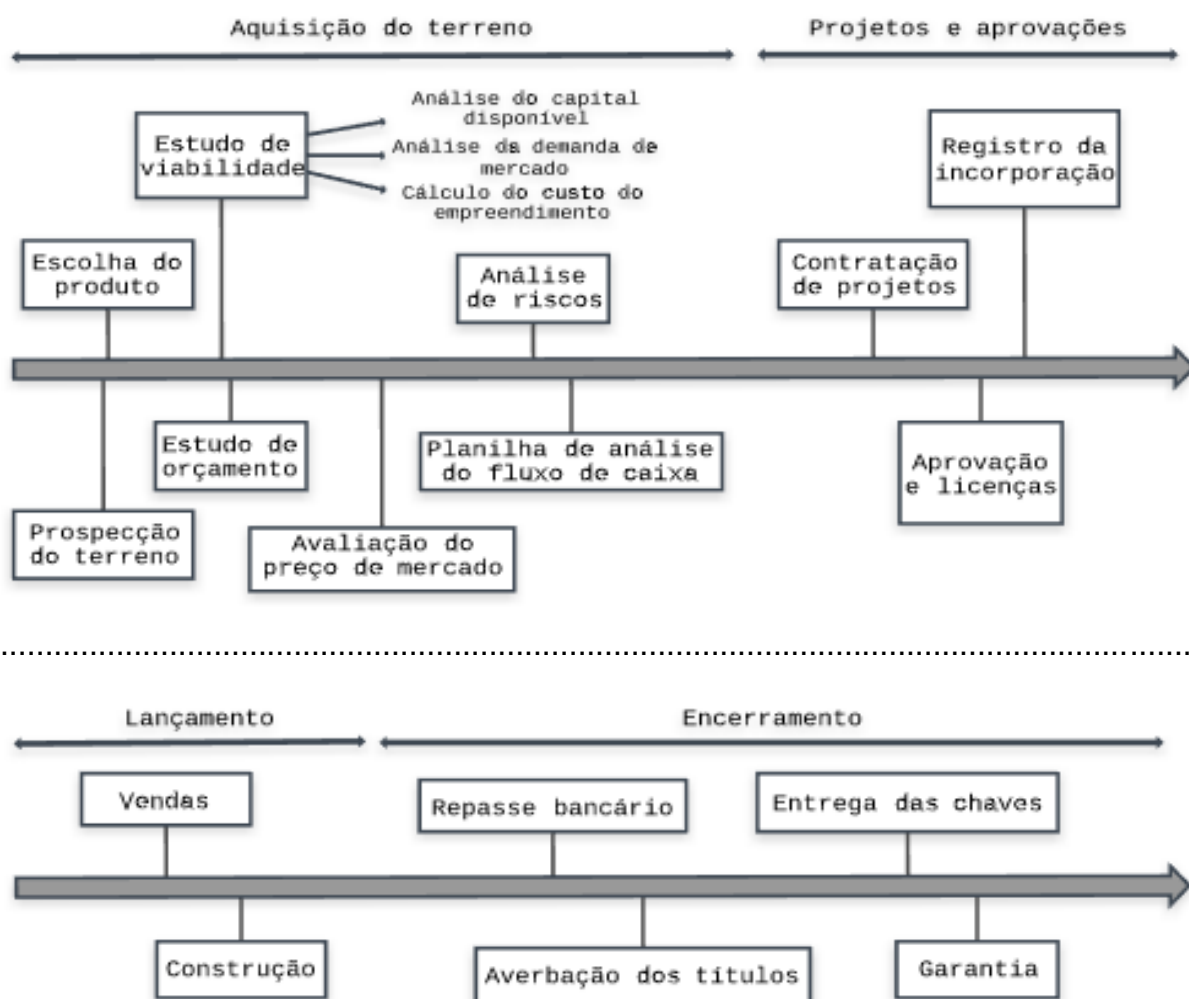 Aquisição do terreno
Projetos e aprovações
Análise do capital
disponível
Análise da demanda de
mercado
Cálculo do custo do
empreendimento
Estudo de
viabilidade
Registro da
incorporação
Escolha do
produto
Análise
de riscos
Contratação
de projetos
Estudo de
orçamento
Planilha de análise
do fluxo de caixa
Aprovação
e licenças
Prospecção
do terreno
Avaliação do
preço de mercado
Lançamento
Encerramento
Vendas
Repasse bancário
Entrega das chaves
Construção
Averbação dos títulos
Garantia